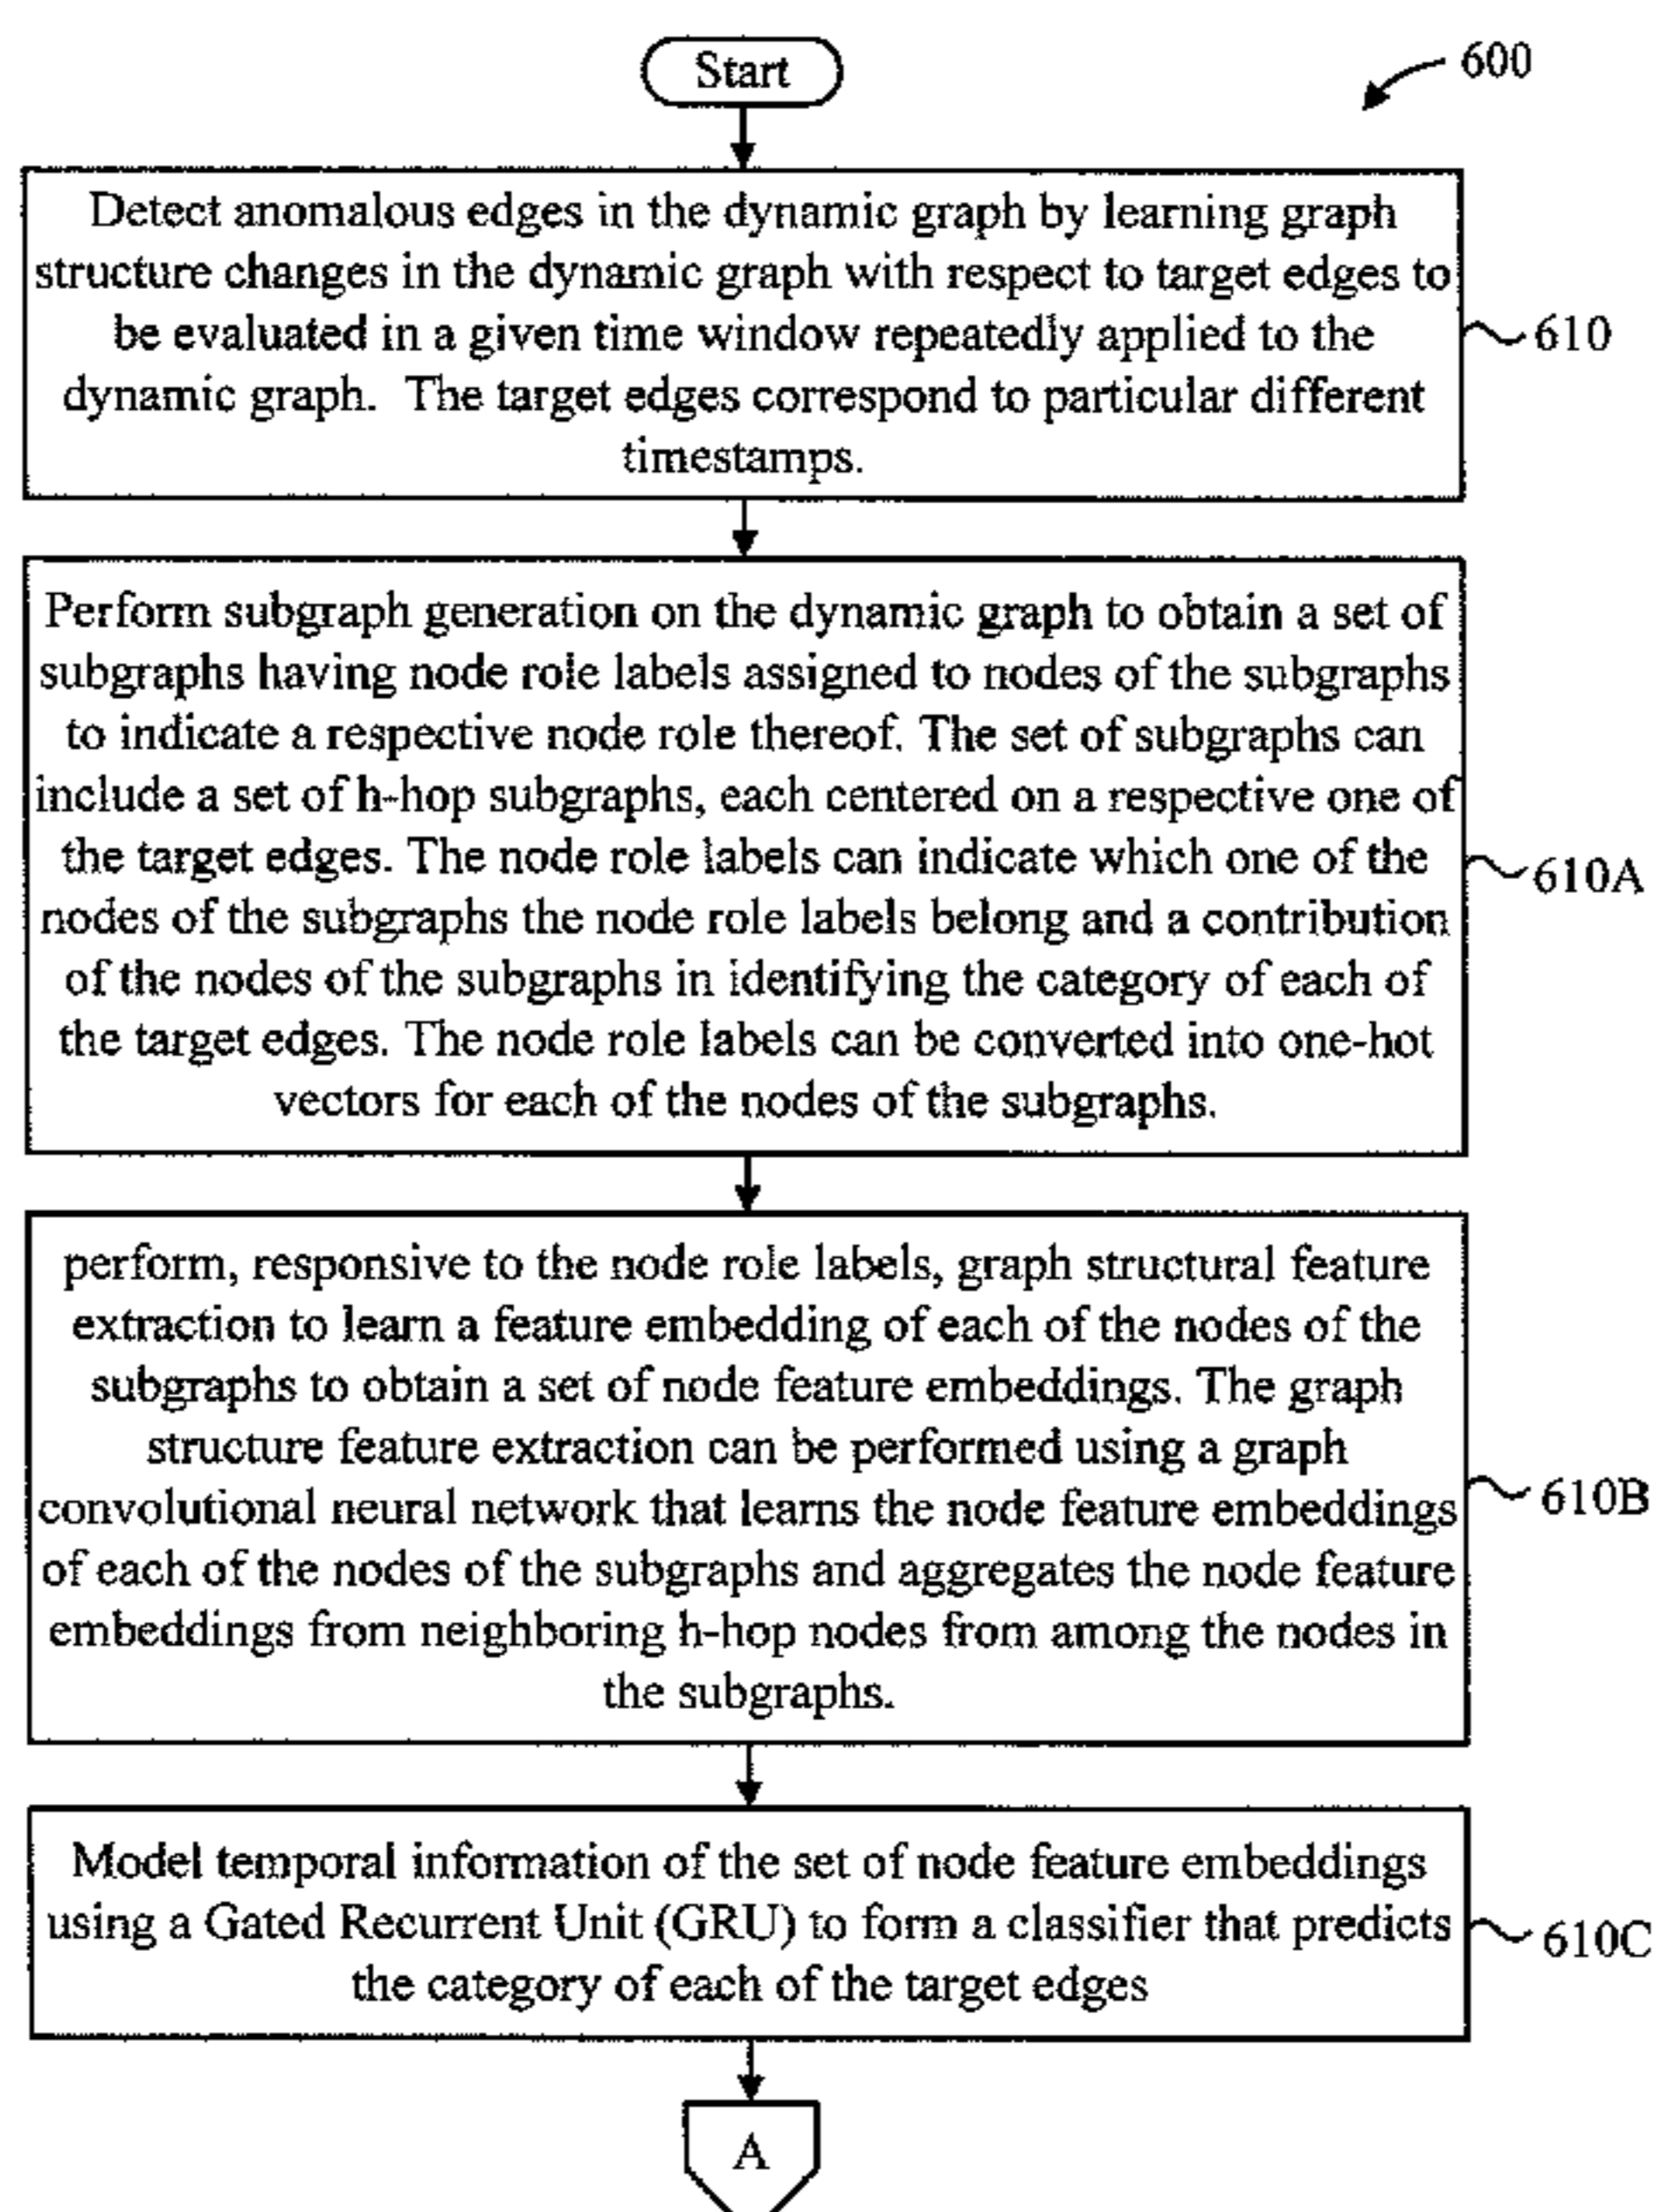 Start
600
Detect anomalous edges in the dynamic graph by learning graph
structure changes in the dynamic graph with respect to target edges to
be evaluated in a given time window repeatedly applied to the
dynamic graph. The target edges correspond to particular different
timestamps.
610
Perform subgraph generation on the dynamic graph to obtain a set of
subgraphs having node role labels assigned to nodes of the subgraphs
to indicate a respective node role thereof. The set of subgraphs can
include a set of h-hop subgraphs, each centered on a respective one of
the target edges. The node role labels can indicate which one of the
nodes of the subgraphs the node role labels belong and a contribution
of the nodes of the subgraphs in identifying the category of each of
the target edges. The node role labels can be converted into one-hot
vectors for each of the nodes of the subgraphs.
610A
perform, responsive to the node role labels, graph structural feature
extraction to learn a feature embedding of each of the nodes of the
subgraphs to obtain a set of node feature embeddings. The graph
structure feature extraction can be performed using a graph
convolutional neural network that learns the node feature embeddings
of each of the nodes of the subgraphs and aggregates the node feature
embeddings from neighboring h-hop nodes from among the nodes in
the subgraphs.
610B
Model temporal information of the set of node feature embeddings
using a Gated Recurrent Unit (GRU) to form a classifier that predicts
the category of each of the target edges
610C
A